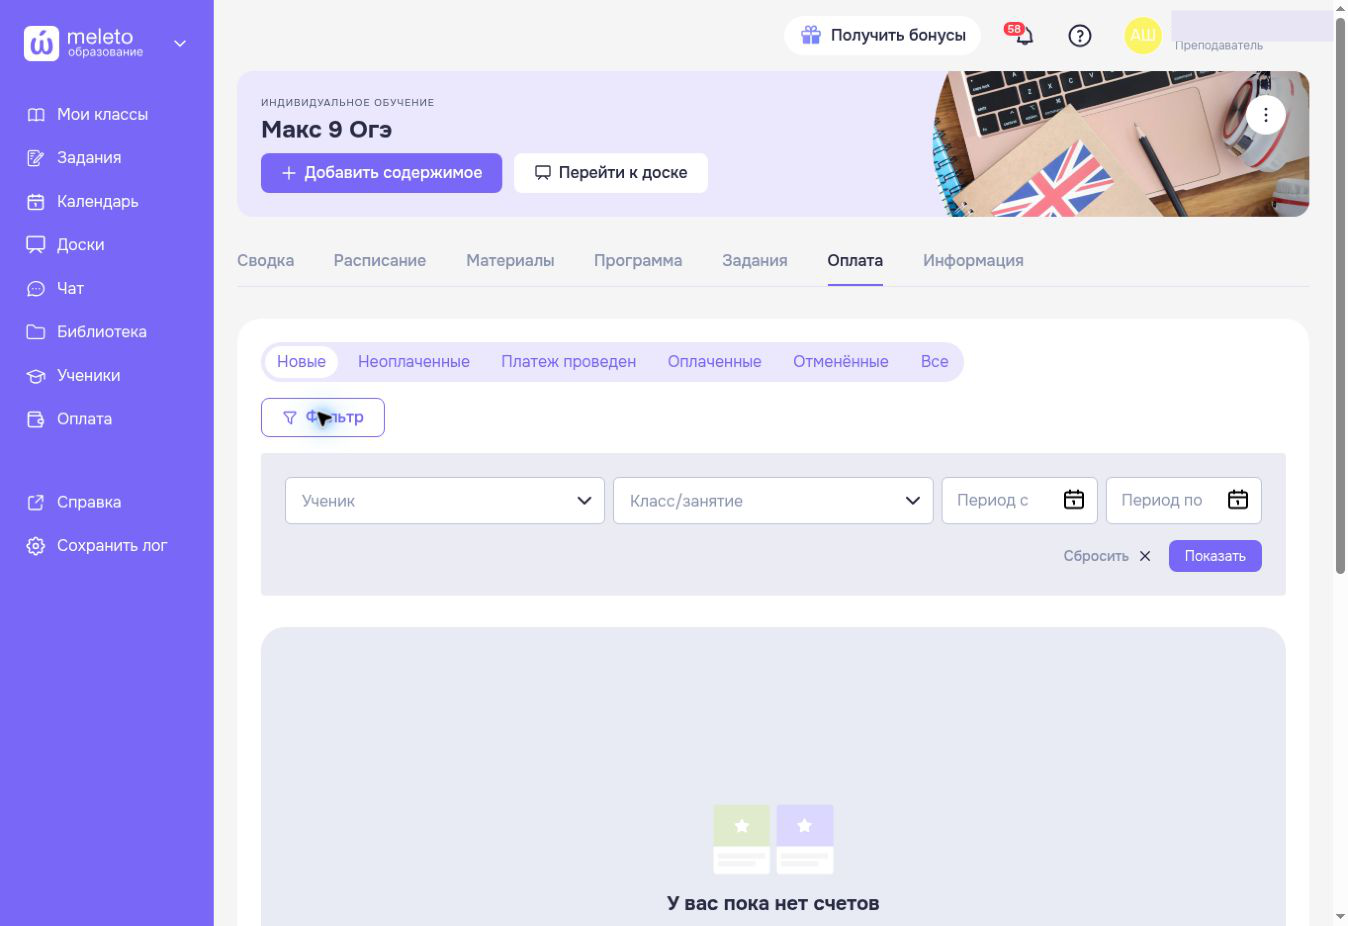 meleto
образование
Получить бонусы
58
АШ
Преподаватель
Мои классы
Задания
Календарь
Доски
Чат
Библиотека
Ученики
Оплата
Справка
Сохранить лог
ИНДИВИДУАЛЬНОЕ ОБУЧЕНИЕ
Макс 9 Огэ
Добавить содержимое
Перейти к доске
Сводка Расписание Материалы Программа Задания Оплата Информация
Новые Неоплаченные Платеж проведен Оплаченные Отменённые Все
Ученик Класс/занятие Период с Период по
Сбросить Показать
У вас пока нет счетов